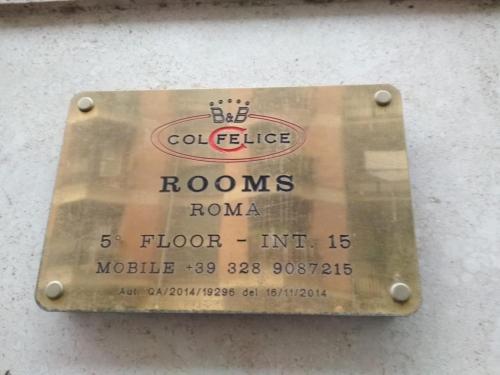 B&B
COL FELICE
ROOMS
ROMA
5° FLOOR - INT. 15
MOBILE +39 328 9087215
Aut. QA/2014/19296 del 16/11/2014